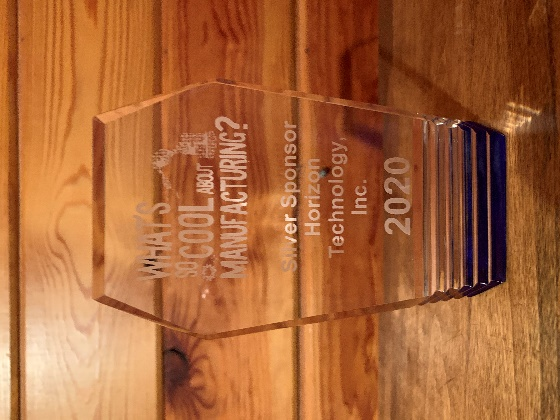 WHAT'S
SO COOL ABOUT
MANUFACTURING?
Silver Sponsor
Horizon
Technology,
Inc.
2020